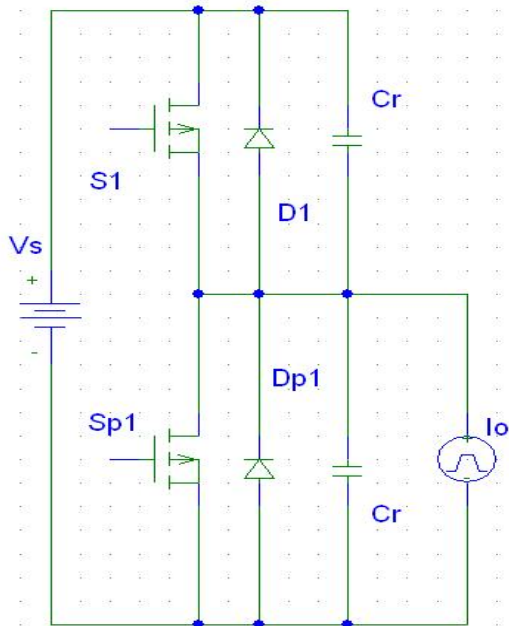 Cr
S1
D1
Vs
+
-
Dp1
Sp1
Io
+
-
Cr